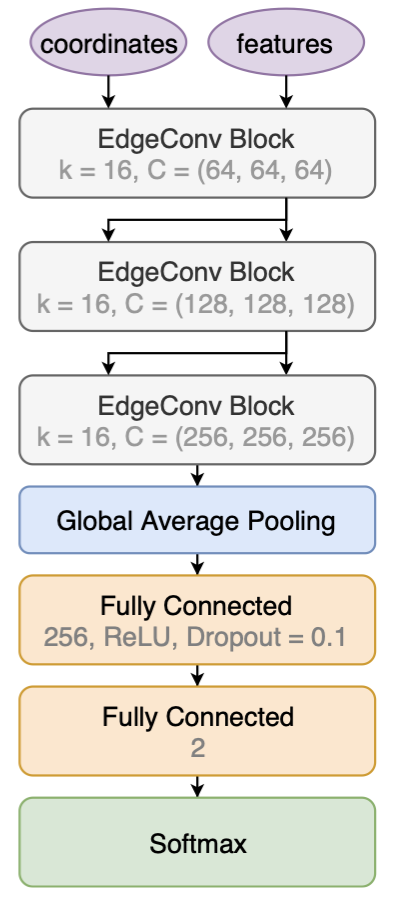 coordinates features
EdgeConv Block
k = 16, C = (64, 64, 64)
EdgeConv Block
k = 16, C = (128, 128, 128)
EdgeConv Block
k = 16, C = (256, 256, 256)
Global Average Pooling
Fully Connected
256, ReLU, Dropout = 0.1
Fully Connected
2
Softmax